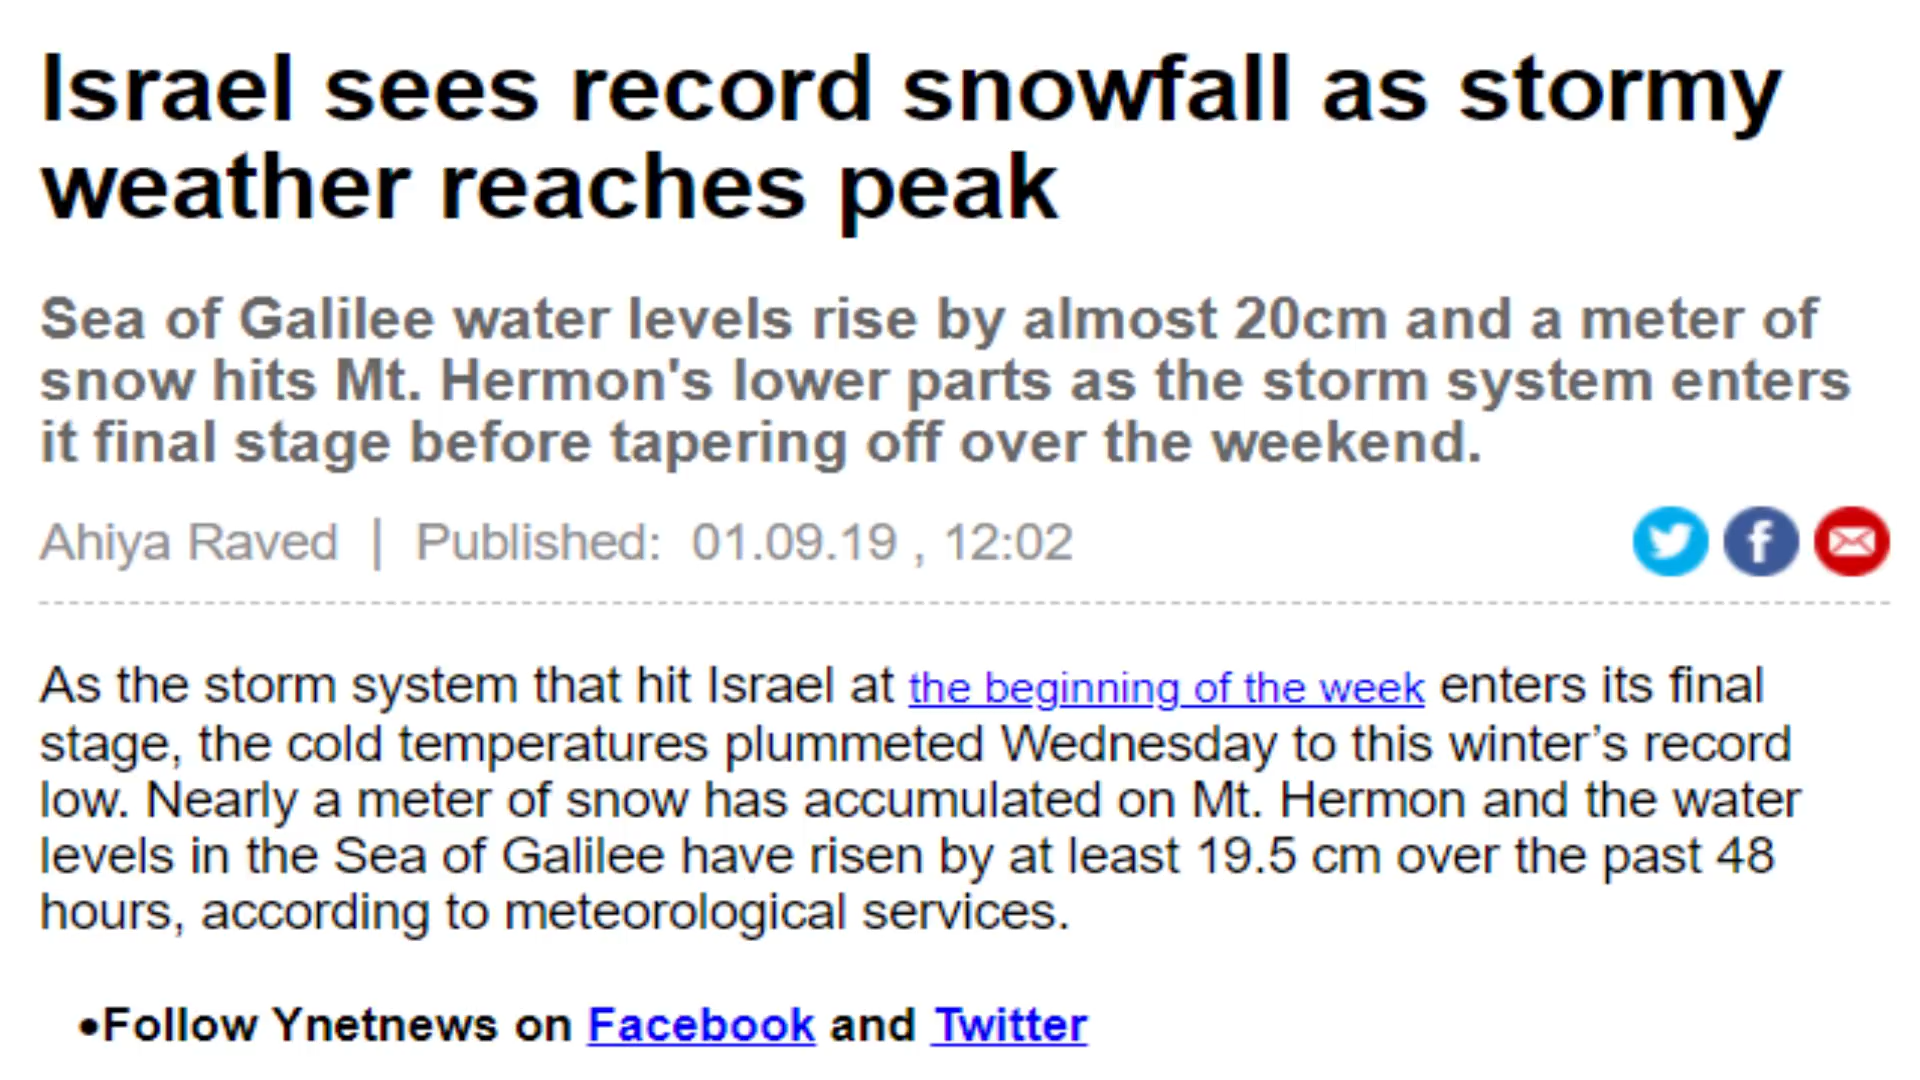 Israel sees record snowfall as stormy
weather reaches peak
Sea of Galilee water levels rise by almost 20cm and a meter of
snow hits Mt. Hermon's lower parts as the storm system enters
it final stage before tapering off over the weekend.
Ahiya Raved | Published: 01.09.19 , 12:02
As the storm system that hit Israel at the beginning of the week enters its final
stage, the cold temperatures plummeted Wednesday to this winter’s record
low. Nearly a meter of snow has accumulated on Mt. Hermon and the water
levels in the Sea of Galilee have risen by at least 19.5 cm over the past 48
hours, according to meteorological services.
•Follow Ynetnews on Facebook and Twitter